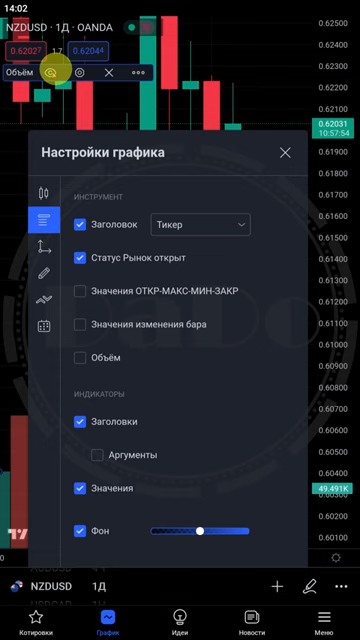 14:02
NZDUSD · 1Д · OANDA
0.62027 1.7 0.62044
Объём
0.62500
0.62400
0.62300
0.62200
0.62100
0.62031
10:57:54
0.61900
0.61800
0.61700
0.61600
0.61500
0.61400
0.61300
0.61200
0.61100
0.61000
0.60900
0.60800
0.60700
0.60600
0.60500
0.60400
49.491K
0.60200
0.60100
Настройки графика
ИНСТРУМЕНТ
Заголовок Тикер
Статус Рынок открыт
Значения ОТКР-МАКС-МИН-ЗАКР
Значения изменения бара
Объём
ИНДИКАТОРЫ
Заголовки
Аргументы
Значения
Фон
DaDo
NZDUSD 1Д
Котировки График Идеи Новости Меню